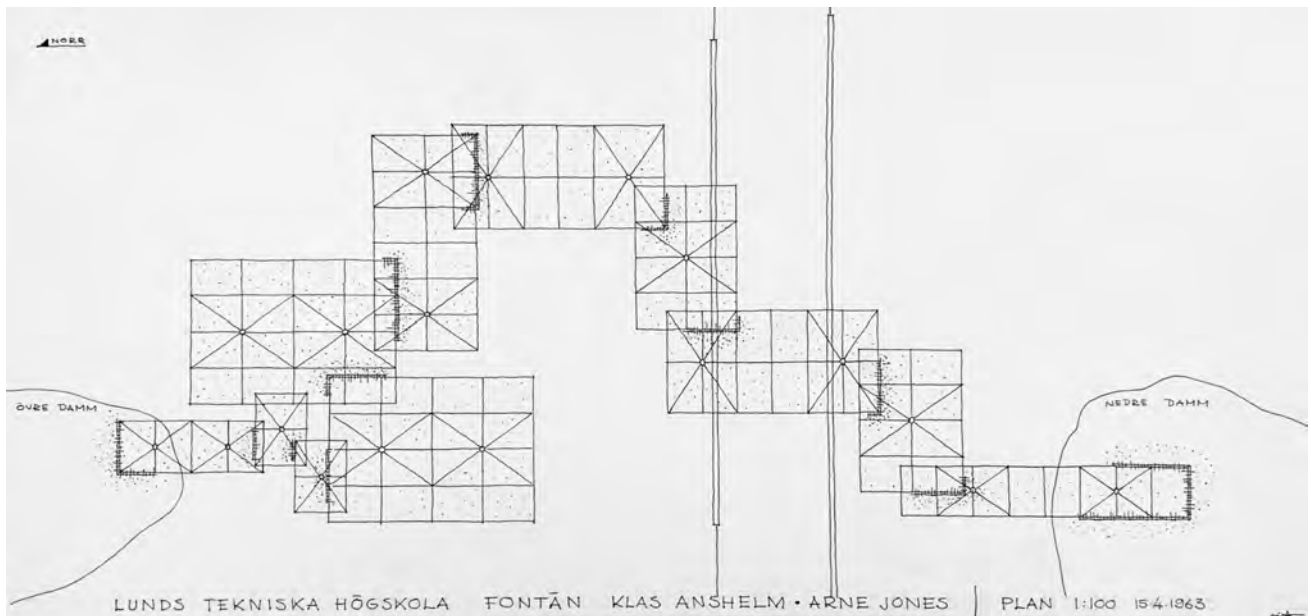 NORR
ÖVRE DAMM
NEDRE DAMM
LUNDS TEKNISKA HÖGSKOLA FONTÄN KLAS ANSHELM • ARNE JONES PLAN 1:100 15.4.1963